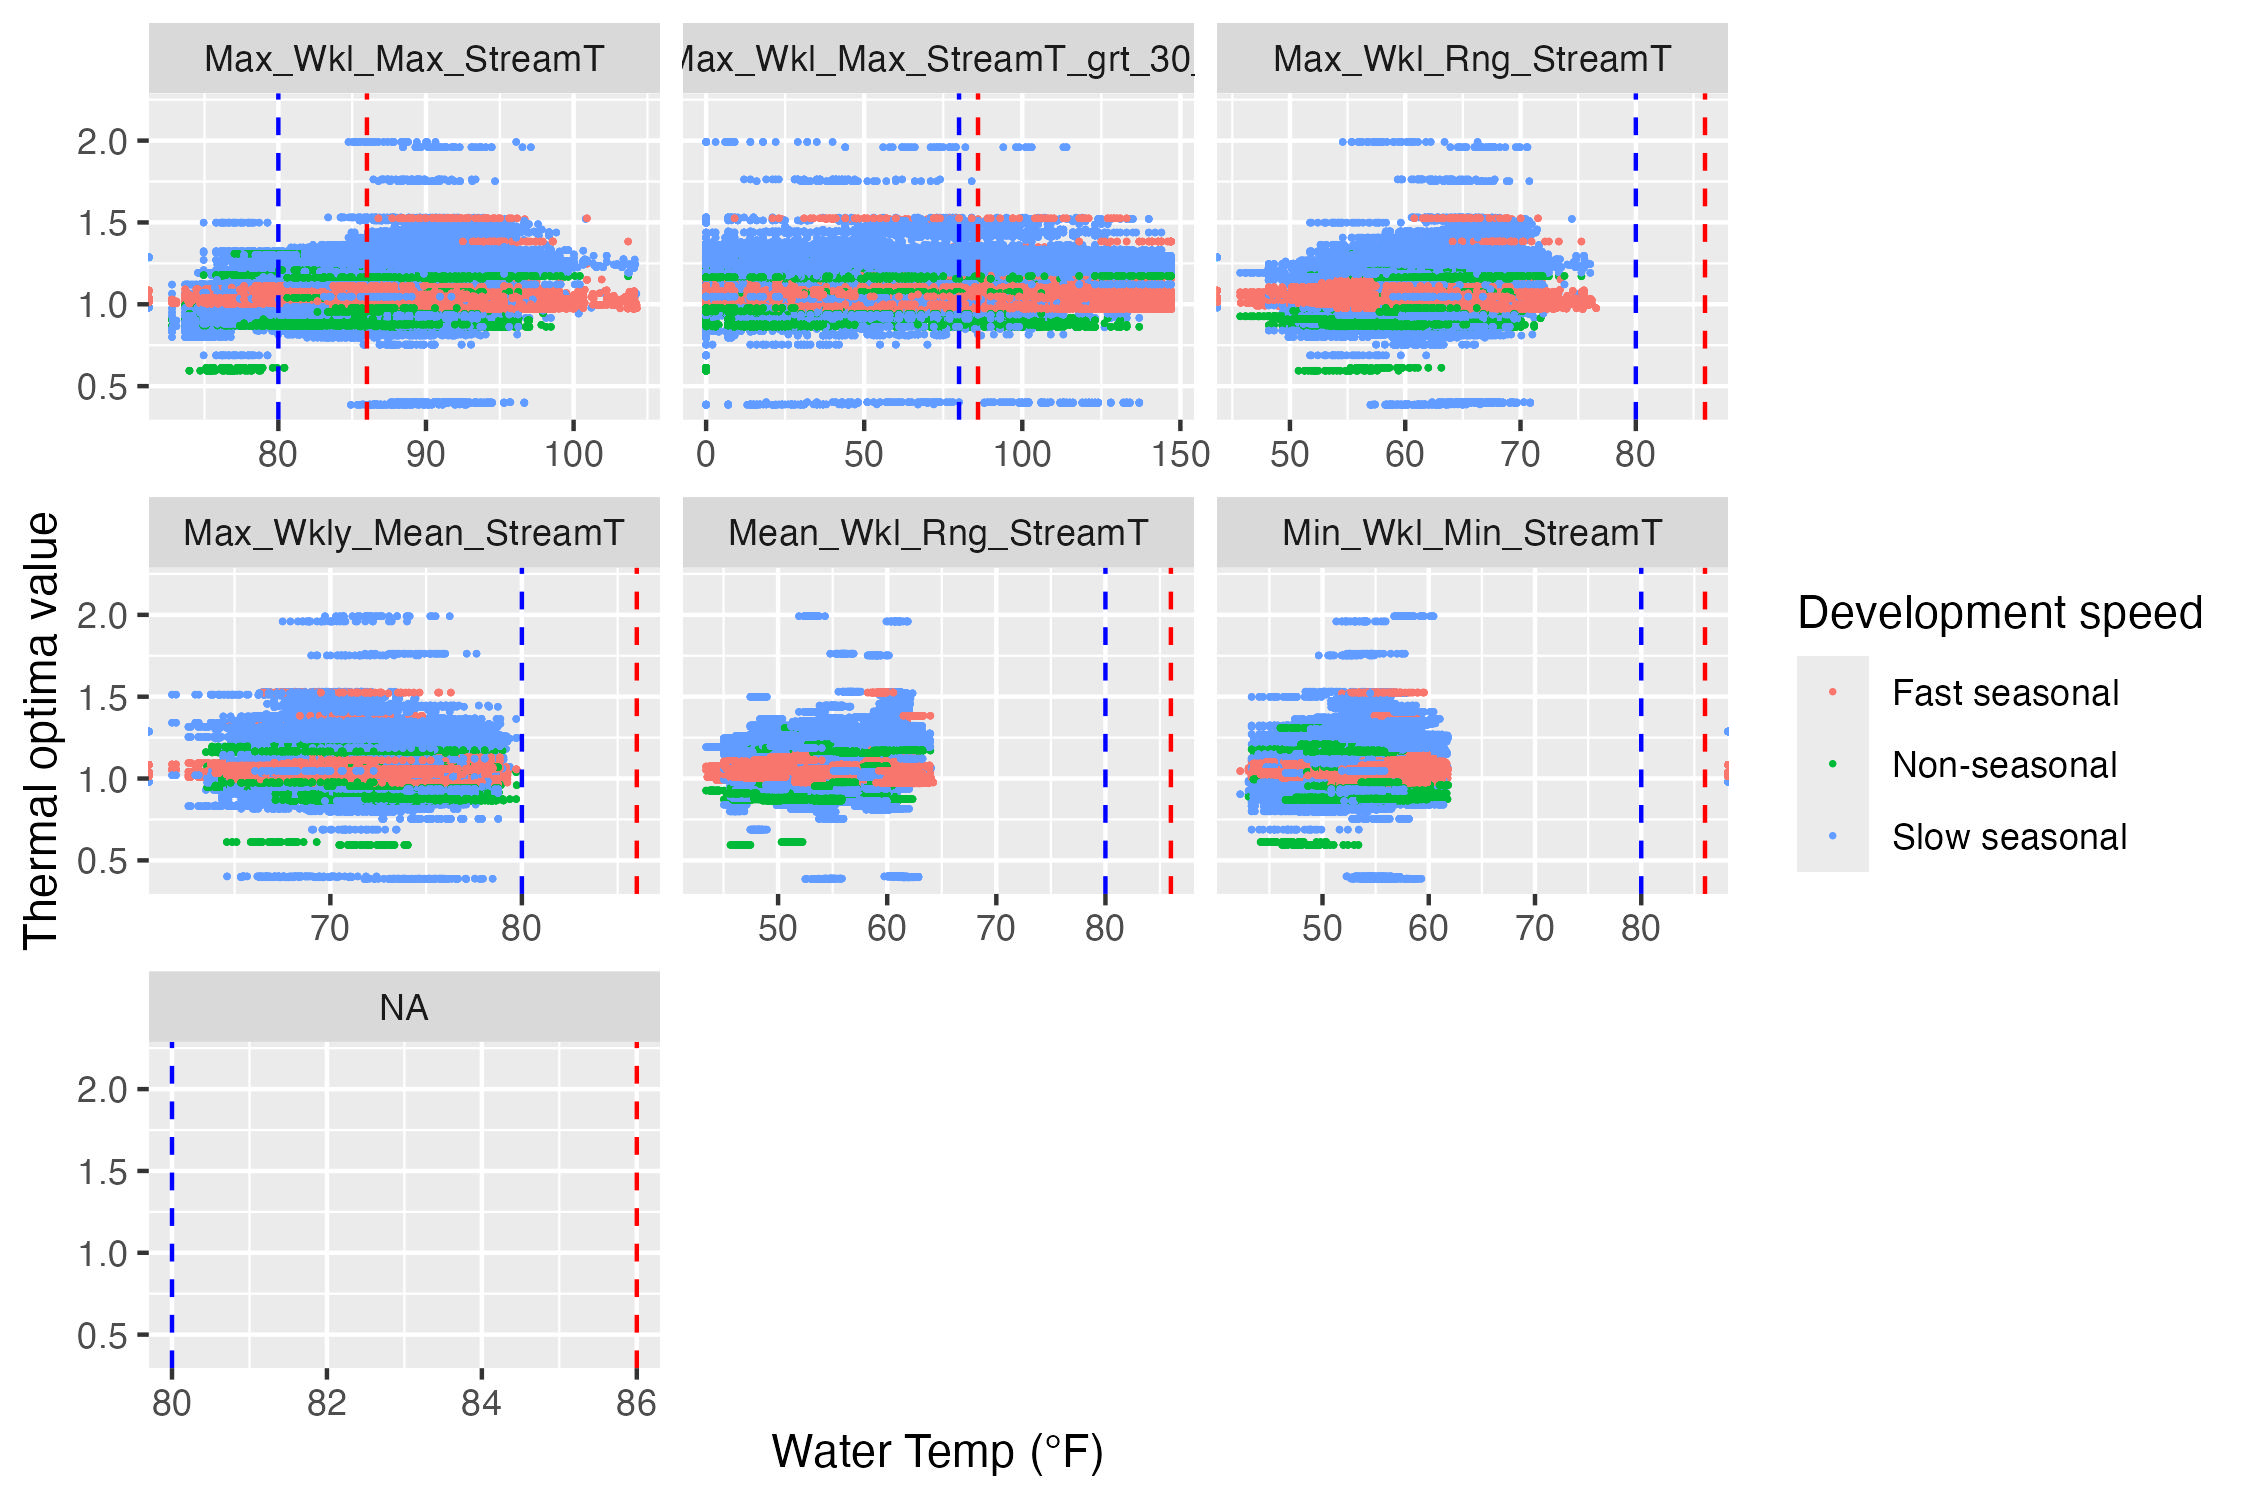 Max_Wkl_Max_StreamT
Max_Wkl_Max_StreamT_grt_30_
Max_Wkl_Rng_StreamT
2.0
1.5
1.0
0.5
80 90 100
0 50 100 150
50 60 70 80
Thermal optima value
Max_Wkly_Mean_StreamT
Mean_Wkl_Rng_StreamT
Min_Wkl_Min_StreamT
2.0
1.5
1.0
0.5
70 80
50 60 70 80
50 60 70 80
NA
2.0
1.5
1.0
0.5
80 82 84 86
Water Temp (°F)
Development speed
Fast seasonal
Non-seasonal
Slow seasonal